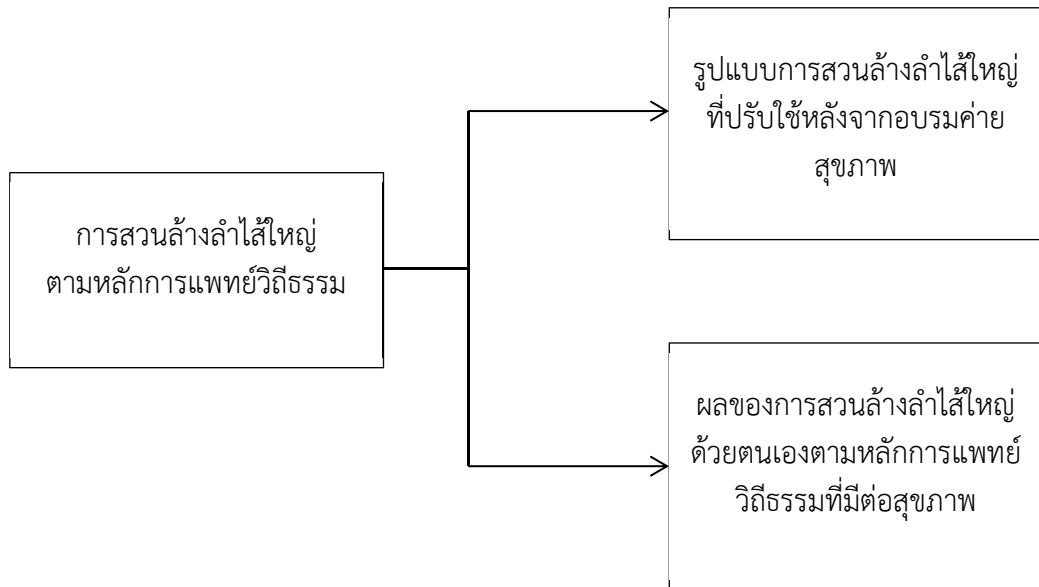 การสวนล้างลำไส้ใหญ่
ตามหลักการแพทย์วิถีธรรม
รูปแบบการสวนล้างลำไส้ใหญ่
ที่ปรับใช้หลังจากอบรมค่าย
สุขภาพ
ผลของการสวนล้างลำไส้ใหญ่
ด้วยตนเองตามหลักการแพทย์
วิถีธรรมที่มีต่อสุขภาพ